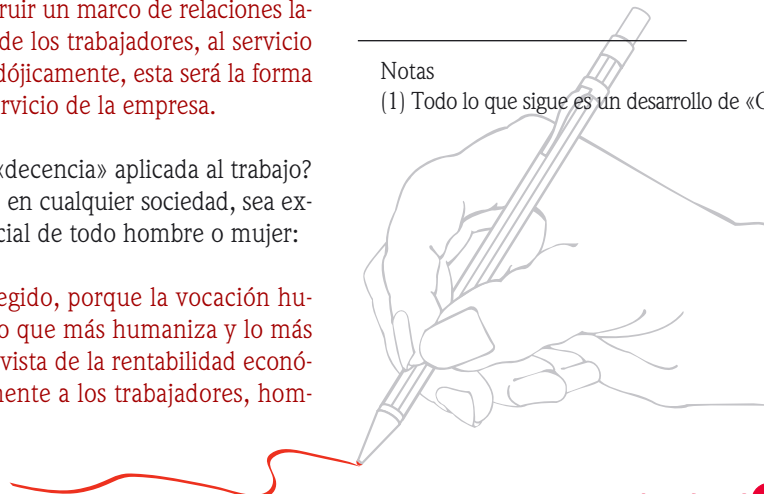 ruir un marco de relaciones la-
de los trabajadores, al servicio
dójicamente, esta será la forma
rvicio de la empresa.
«decencia» aplicada al trabajo?
en cualquier sociedad, sea ex-
cial de todo hombre o mujer:
egido, porque la vocación hu-
o que más humaniza y lo más
vista de la rentabilidad econó-
mente a los trabajadores, hom-
Notas
(1) Todo lo que sigue es un desarrollo de «